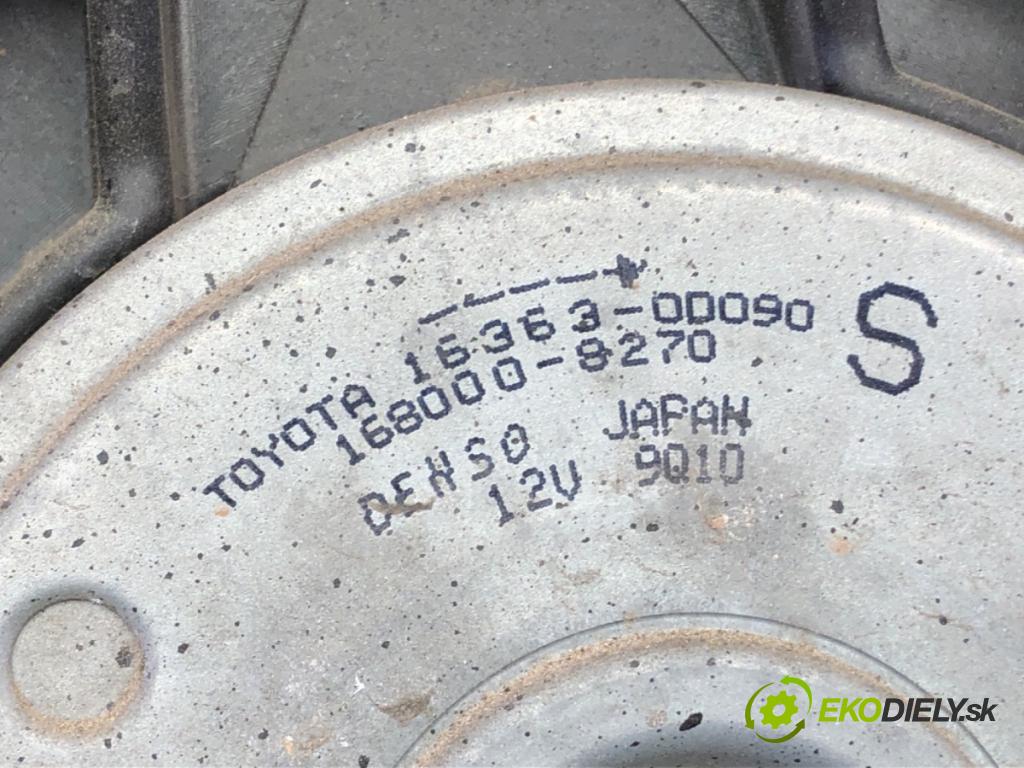 TOYOTA 16363-0D090
168000-8270
DENSO JAPAN
12V 9Q10
S
EKODIELY.sk